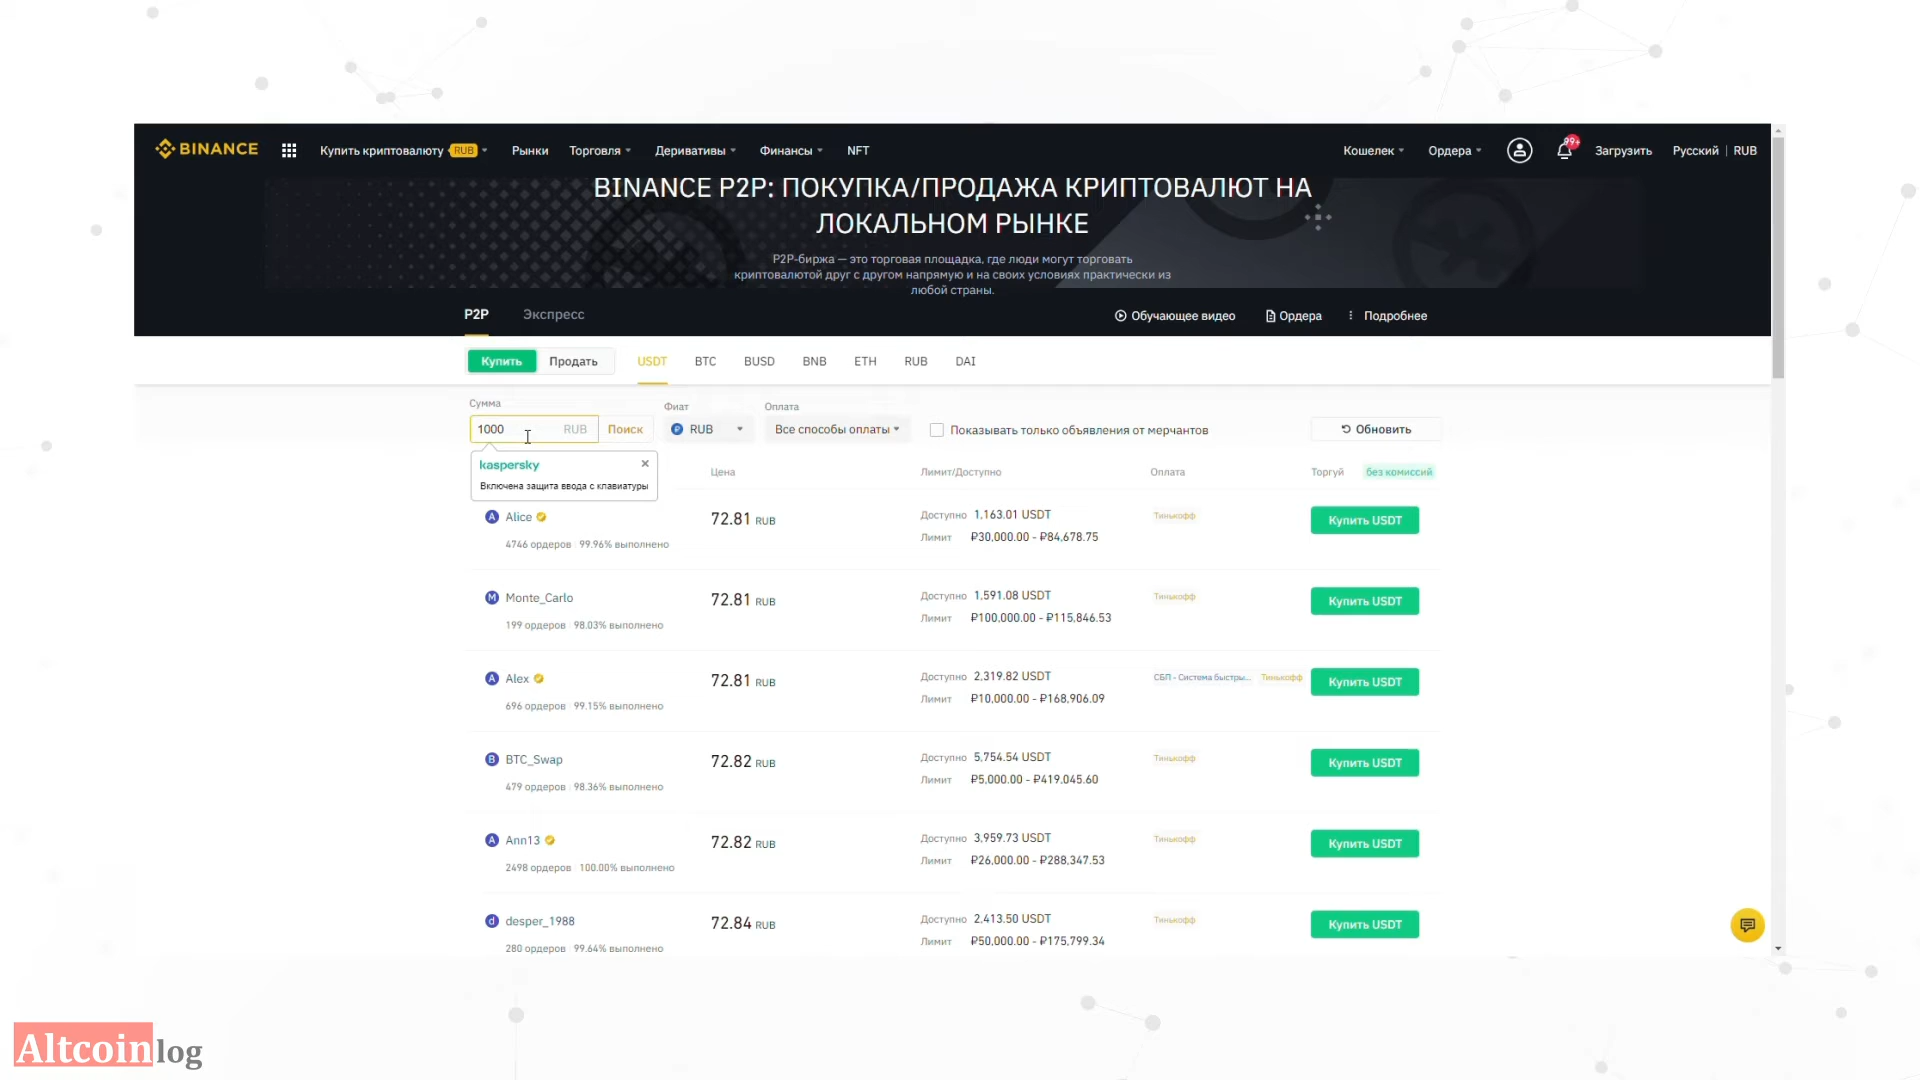 BINANCE Купить криптовалюту RUB Рынки Торговля Деривативы Финансы NFT Кошелек Ордера 99+ Загрузить Русский | RUB
BINANCE P2P: ПОКУПКА/ПРОДАЖА КРИПТОВАЛЮТ НА
ЛОКАЛЬНОМ РЫНКЕ
P2P-биржа — это торговая площадка, где люди могут торговать
криптовалютой друг с другом напрямую и на своих условиях практически из
любой страны.
P2P Экспресс Обучающее видео Ордера Подробнее
Купить Продать USDT BTC BUSD BNB ETH RUB DAI
Сумма Фиат Оплата
1000 RUB Поиск RUB Все способы оплаты Показывать только объявления от мерчантов Обновить
kaspersky
Включена защита ввода с клавиатуры
Цена Лимит/Доступно Оплата Торгуй без комиссий
A Alice 72.81 RUB Доступно 1,163.01 USDT Тинькофф Купить USDT
4746 ордеров 99.96% выполнено Лимит ₽30,000.00 - ₽84,678.75
M Monte_Carlo 72.81 RUB Доступно 1,591.08 USDT Тинькофф Купить USDT
199 ордеров 98.03% выполнено Лимит ₽100,000.00 - ₽115,846.53
A Alex 72.81 RUB Доступно 2,319.82 USDT СБП - Система быстры... Тинькофф Купить USDT
696 ордеров 99.15% выполнено Лимит ₽10,000.00 - ₽168,906.09
B BTC_Swap 72.82 RUB Доступно 5,754.54 USDT Тинькофф Купить USDT
479 ордеров 98.36% выполнено Лимит ₽5,000.00 - ₽419,045.60
A Ann13 72.82 RUB Доступно 3,959.73 USDT Тинькофф Купить USDT
2498 ордеров 100.00% выполнено Лимит ₽26,000.00 - ₽288,347.53
d desper_1988 72.84 RUB Доступно 2,413.50 USDT Тинькофф Купить USDT
280 ордеров 99.64% выполнено Лимит ₽50,000.00 - ₽175,799.34
Altcoinlog